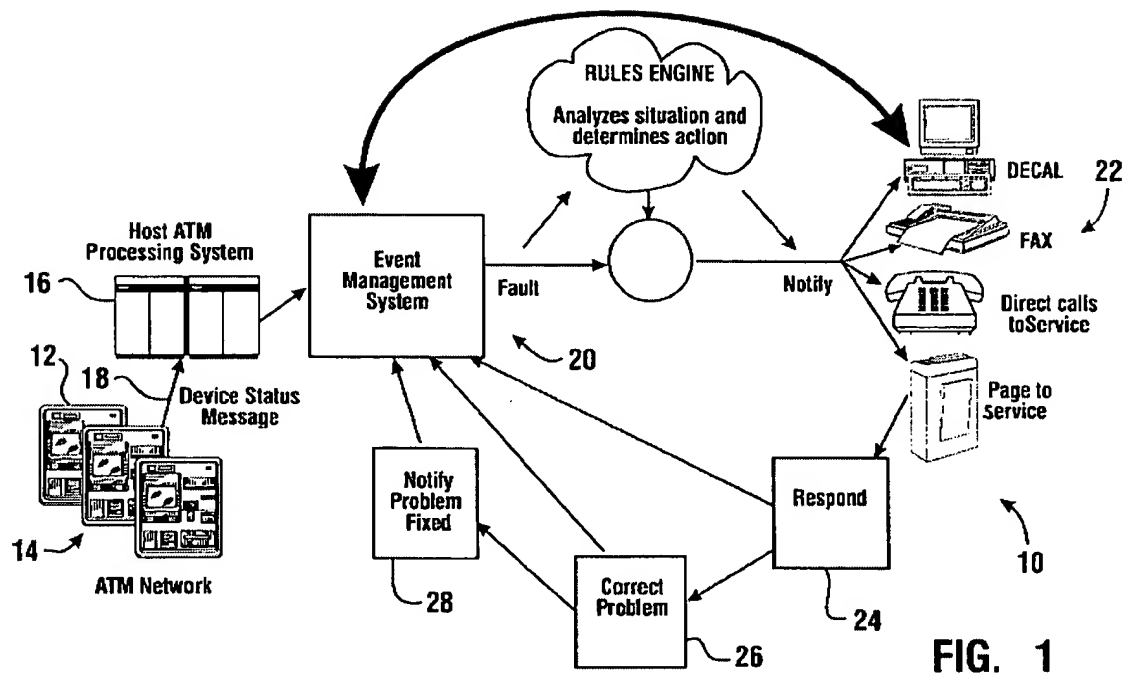 RULES ENGINE
Analyzes situation and
determines action
DECAL
22
FAX
Host ATM
Processing System
16
Event
Management
System
Fault
Notify
Direct calls
toService
20
12
18
Device Status
Message
Page to
Service
Notify
Problem
Fixed
Respond
14
ATM Network
28
Correct
Problem
24
10
26
FIG. 1